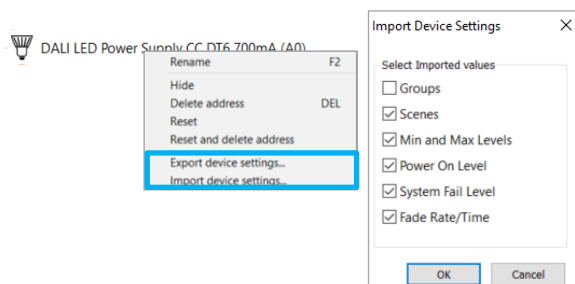 DALI LED Power Supply CC DT6 700mA (A0)
Rename F2
Hide
Delete address DEL
Reset
Reset and delete address
Export device settings...
Import device settings...
Import Device Settings
Select Imported values
Groups
Scenes
Min and Max Levels
Power On Level
System Fail Level
Fade Rate/Time
OK Cancel